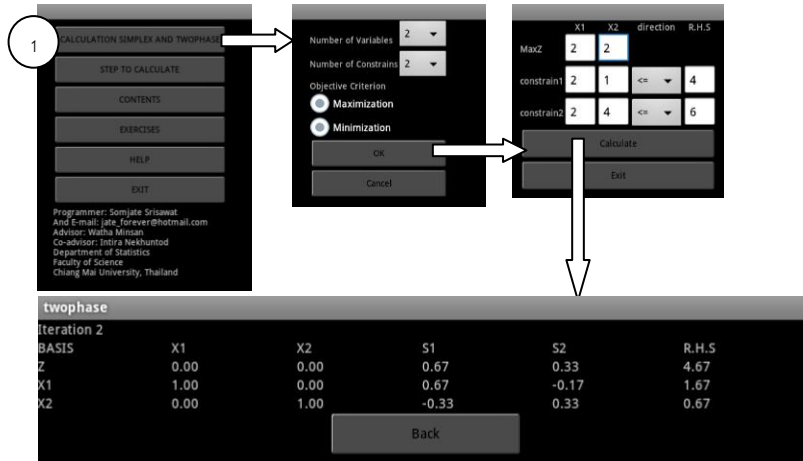 1
CALCULATION SIMPLEX AND TWOPHASE
STEP TO CALCULATE
CONTENTS
EXERCISES
HELP
EXIT
Programmer: Somjate Srisawat
And E-mail: jate_forever@hotmail.com
Advisor: Watha Minsan
Co-advisor: Intira Nekhuntod
Department of Statistics
Faculty of Science
Chiang Mai University, Thailand
Number of Variables 2
Number of Constrains 2
Objective Criterion
Maximization
Minimization
OK
Cancel
X1 X2 direction R.H.S
MaxZ 2 2
constrain1 2 1 <= 4
constrain2 2 4 <= 6
Calculate
Exit
twophase
Iteration 2
BASIS X1 X2 S1 S2 R.H.S
Z 0.00 0.00 0.67 0.33 4.67
X1 1.00 0.00 0.67 -0.17 1.67
X2 0.00 1.00 -0.33 0.33 0.67
Back